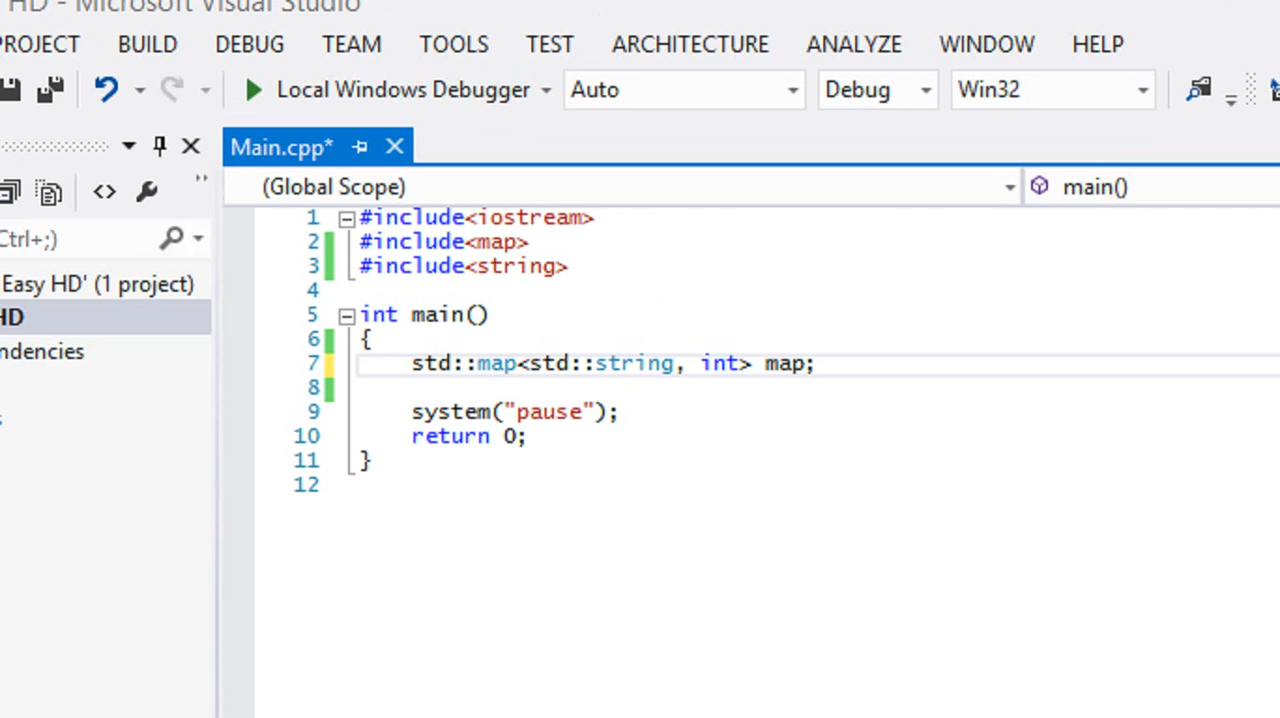 HD - Microsoft Visual Studio
PROJECT BUILD DEBUG TEAM TOOLS TEST ARCHITECTURE ANALYZE WINDOW HELP
Local Windows Debugger Auto Debug Win32
Main.cpp*
(Global Scope) main()
Ctrl+;)
Easy HD' (1 project)
HD
ndencies
1 #include<iostream>
2 #include<map>
3 #include<string>
4
5 int main()
6 {
7 std::map<std::string, int> map;
8
9 system("pause");
10 return 0;
11 }
12